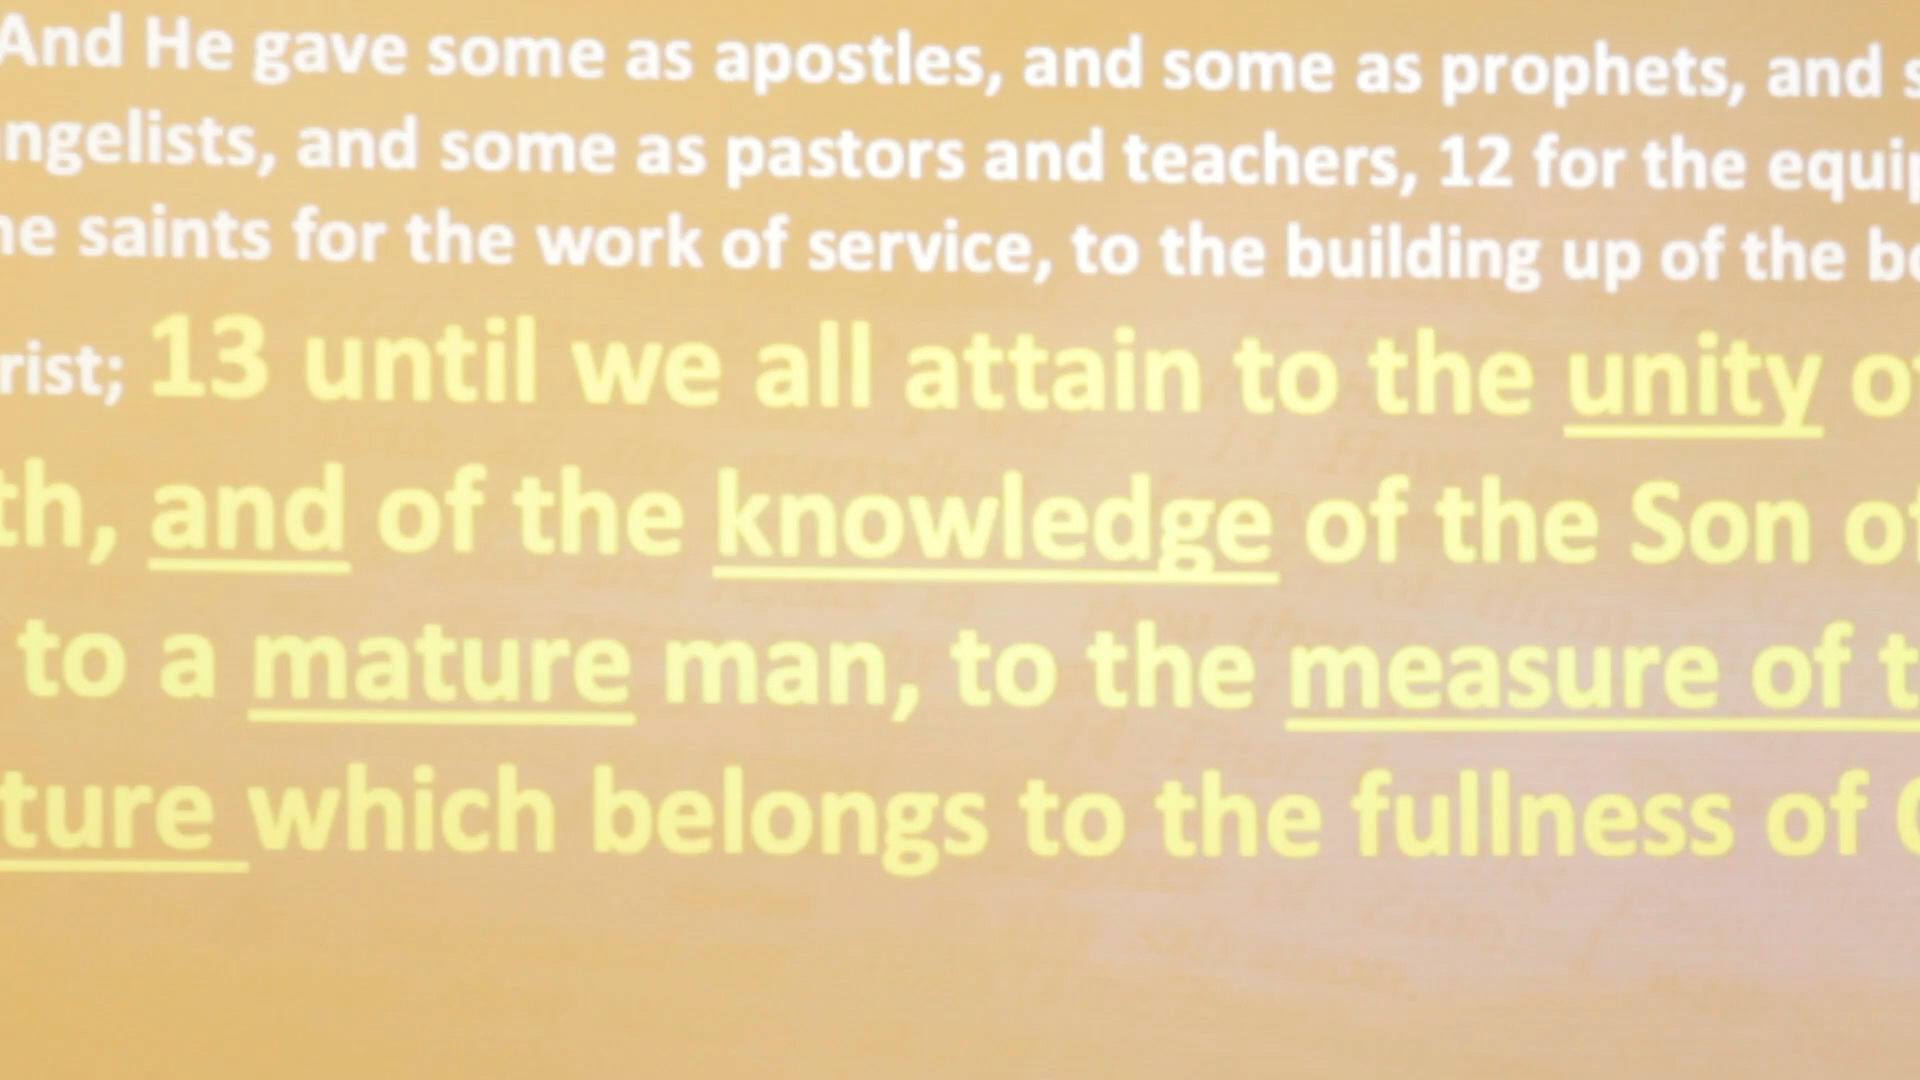 And He gave some as apostles, and some as prophets, and s
ngelists, and some as pastors and teachers, 12 for the equip
he saints for the work of service, to the building up of the bo
rist; 13 until we all attain to the unity of
th, and of the knowledge of the Son of
to a mature man, to the measure of t
ture which belongs to the fullness of C